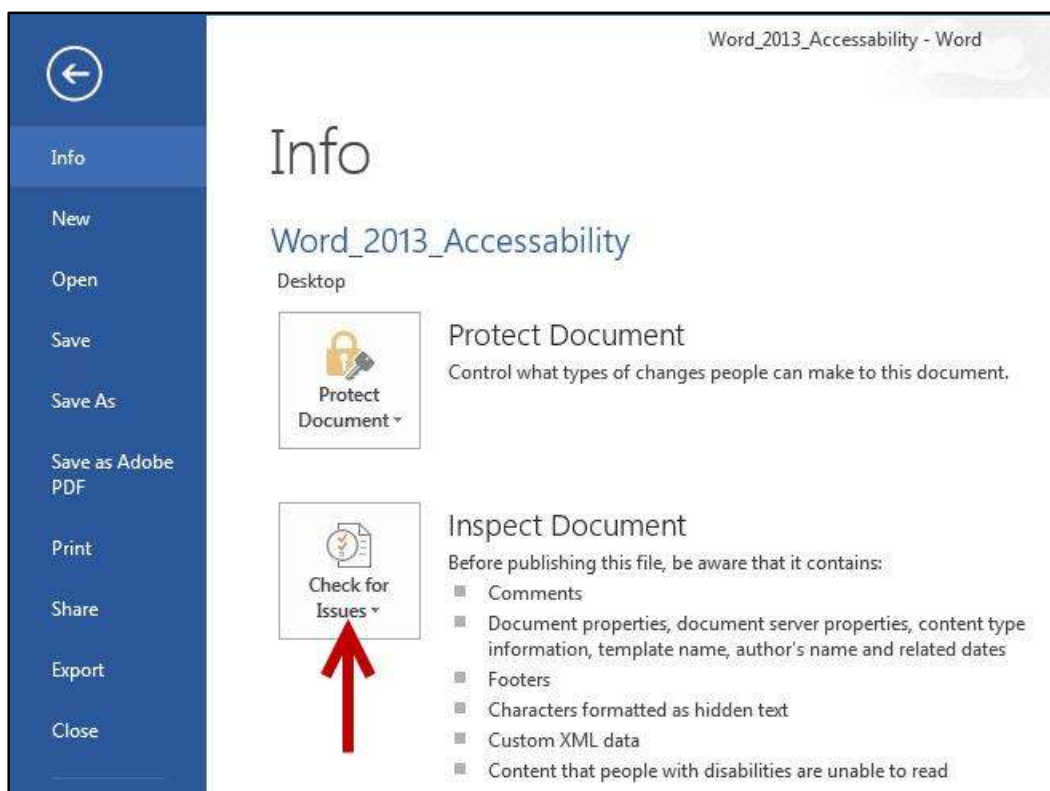 Word_2013_Accessability - Word
Info
New
Open
Save
Save As
Save as Adobe
PDF
Print
Share
Export
Close
Info
Word_2013_Accessability
Desktop
Protect
Document
Protect Document
Control what types of changes people can make to this document.
Check for
Issues
Inspect Document
Before publishing this file, be aware that it contains:
Comments
Document properties, document server properties, content type
information, template name, author's name and related dates
Footers
Characters formatted as hidden text
Custom XML data
Content that people with disabilities are unable to read